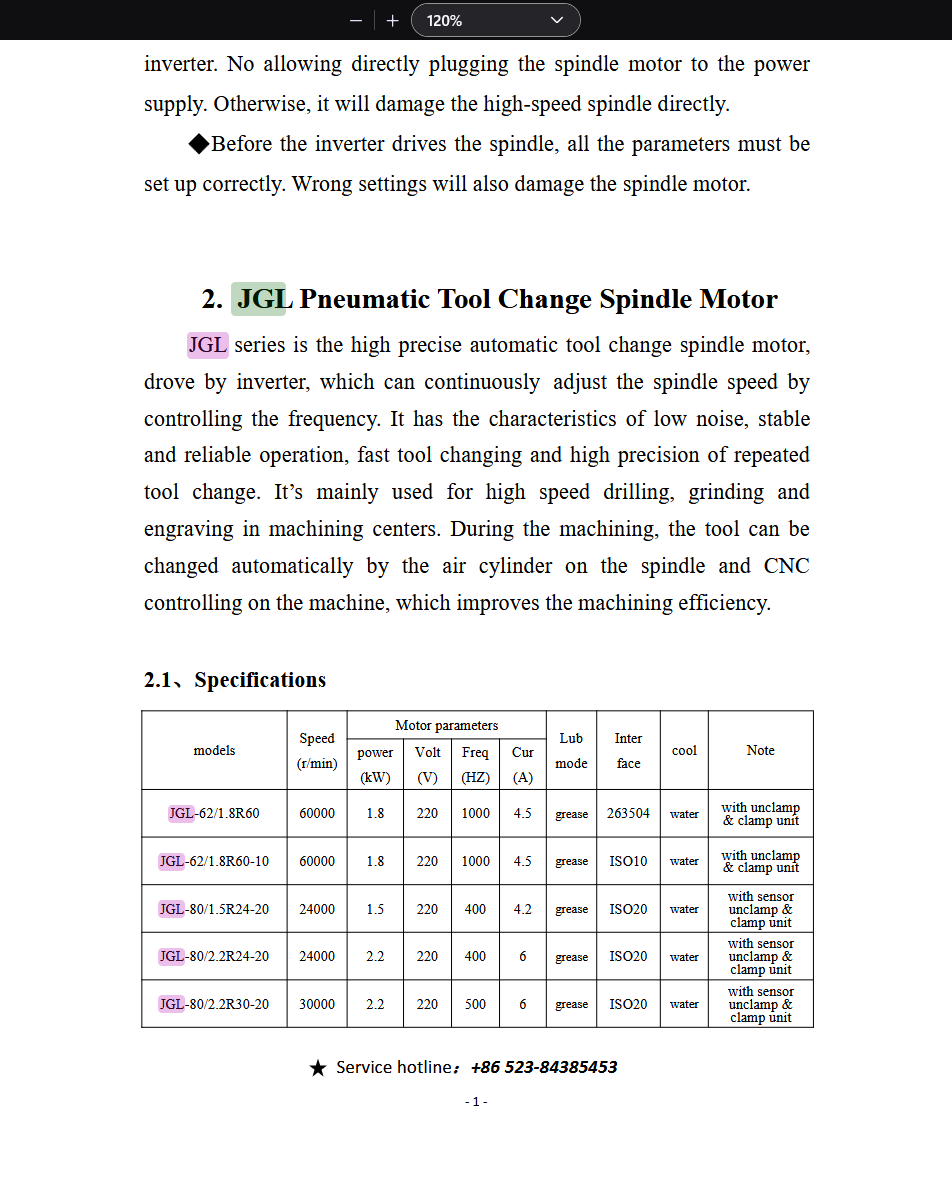 120%
inverter. No allowing directly plugging the spindle motor to the power
supply. Otherwise, it will damage the high-speed spindle directly.
◆Before the inverter drives the spindle, all the parameters must be
set up correctly. Wrong settings will also damage the spindle motor.
2. JGL Pneumatic Tool Change Spindle Motor
JGL series is the high precise automatic tool change spindle motor,
drove by inverter, which can continuously adjust the spindle speed by
controlling the frequency. It has the characteristics of low noise, stable
and reliable operation, fast tool changing and high precision of repeated
tool change. It’s mainly used for high speed drilling, grinding and
engraving in machining centers. During the machining, the tool can be
changed automatically by the air cylinder on the spindle and CNC
controlling on the machine, which improves the machining efficiency.
2.1、Specifications
models Speed (r/min) Motor parameters Lub mode Inter face cool Note
power (kW) Volt (V) Freq (HZ) Cur (A)
JGL-62/1.8R60 60000 1.8 220 1000 4.5 grease 263504 water with unclamp & clamp unit
JGL-62/1.8R60-10 60000 1.8 220 1000 4.5 grease ISO10 water with unclamp & clamp unit
JGL-80/1.5R24-20 24000 1.5 220 400 4.2 grease ISO20 water with sensor unclamp & clamp unit
JGL-80/2.2R24-20 24000 2.2 220 400 6 grease ISO20 water with sensor unclamp & clamp unit
JGL-80/2.2R30-20 30000 2.2 220 500 6 grease ISO20 water with sensor unclamp & clamp unit
★ Service hotline：+86 523-84385453
- 1 -